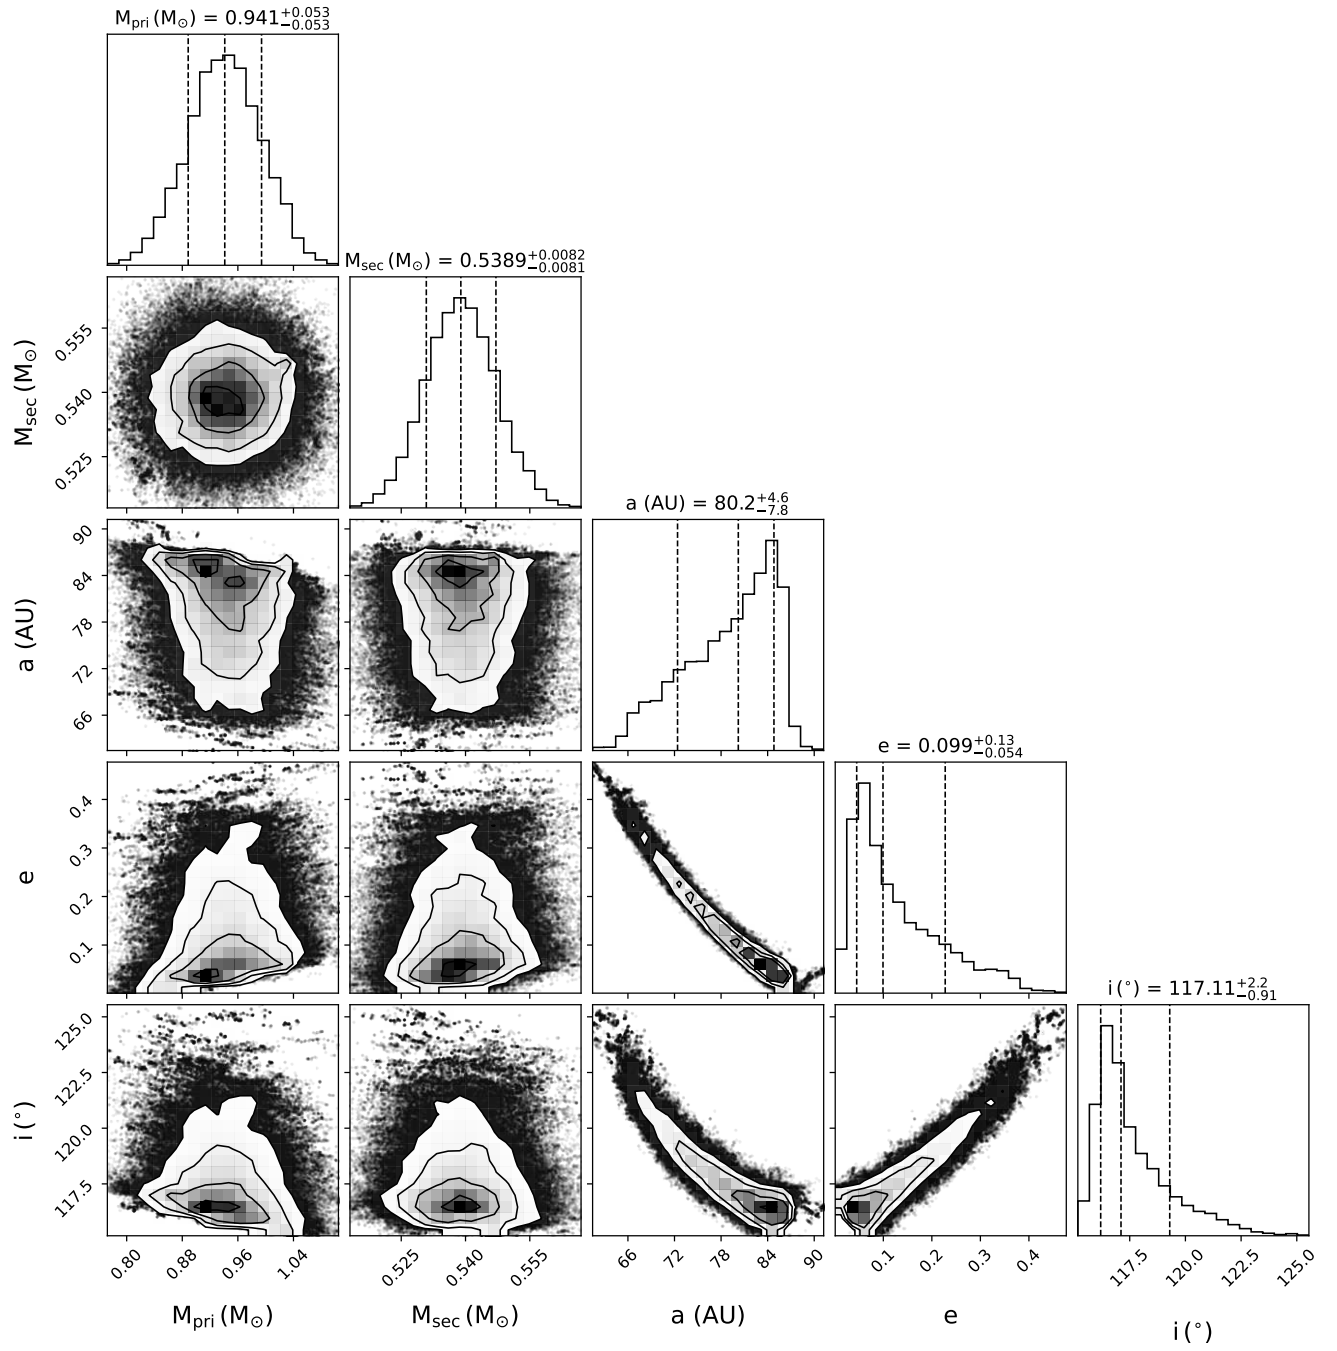 M_pri (M_⊙) = 0.941^{+0.053}_{−0.053}
M_sec (M_⊙) = 0.5389^{+0.0082}_{−0.0081}
M_sec (M_⊙)
0.555
0.540
0.525
a (AU) = 80.2^{+4.6}_{−7.8}
a (AU)
90
84
78
72
66
e = 0.099^{+0.13}_{−0.054}
e
0.4
0.3
0.2
0.1
i (°) = 117.11^{+2.2}_{−0.91}
i (°)
125.0
122.5
120.0
117.5
0.80 0.88 0.96 1.04 0.525 0.540 0.555 66 72 78 84 90 0.1 0.2 0.3 0.4 117.5 120.0 122.5 125.0
M_pri (M_⊙) M_sec (M_⊙) a (AU) e i (°)